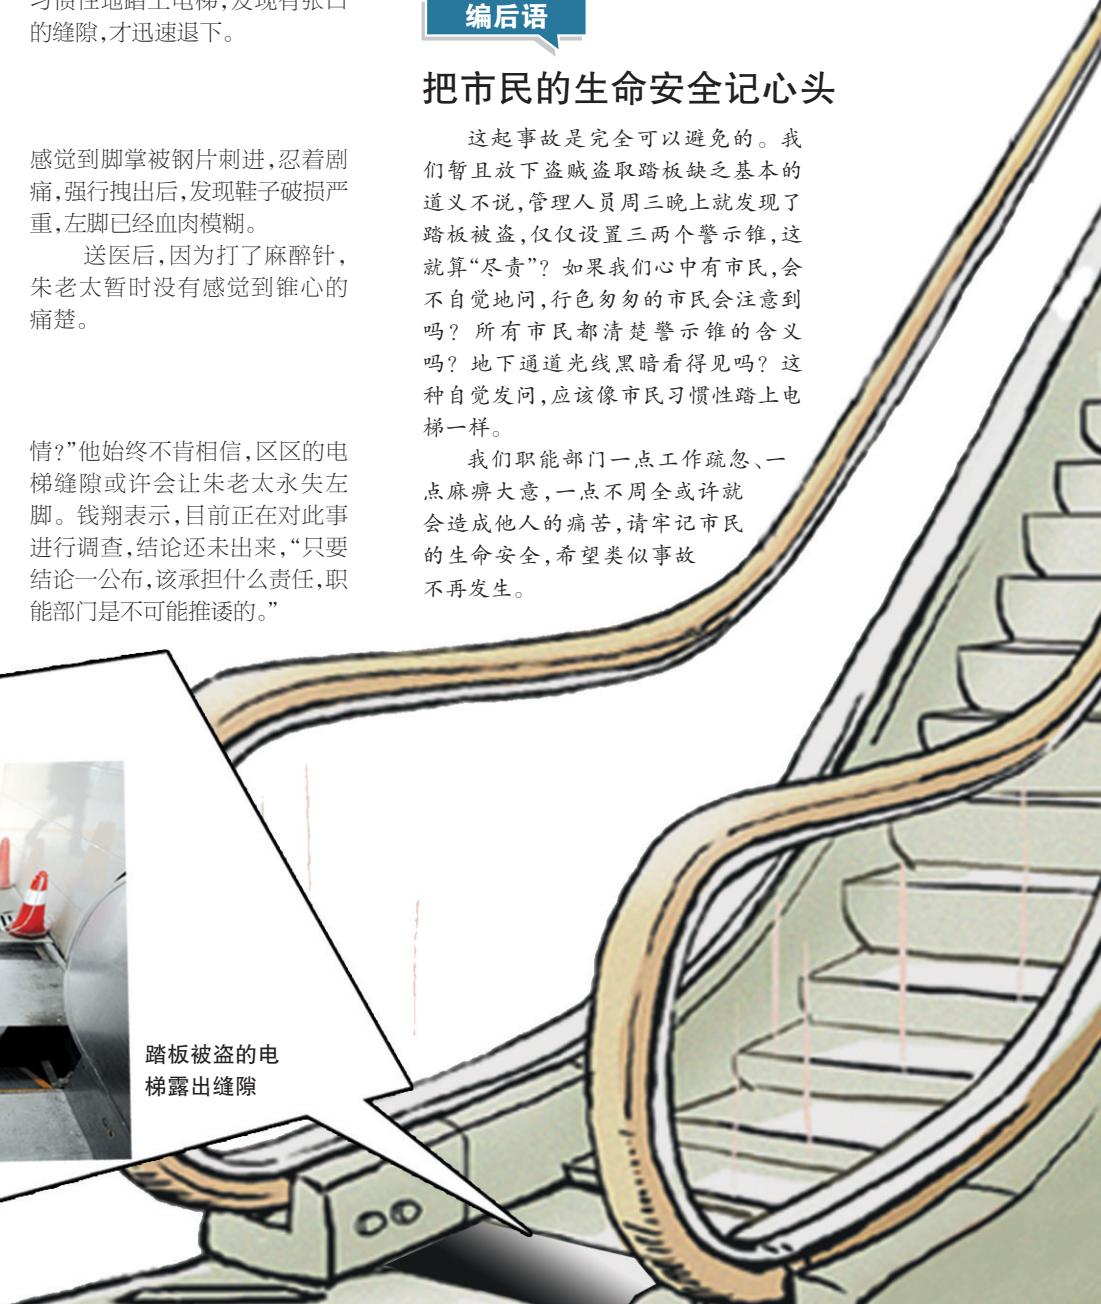 习惯性地踏上电梯,发现有张口
的缝隙,才迅速退下。
感觉到脚掌被钢片刺进,忍着剧
痛,强行拽出后,发现鞋子破损严
重,左脚已经血肉模糊。
送医后,因为打了麻醉针,
朱老太暂时没有感觉到锥心的
痛楚。
情?”他始终不肯相信,区区的电
梯缝隙或许会让朱老太永失左
脚。钱翔表示,目前正在对此事
进行调查,结论还未出来,“只要
结论一公布,该承担什么责任,职
能部门是不可能推诿的。”
编后语
把市民的生命安全记心头
这起事故是完全可以避免的。我
们暂且放下盗贼盗取踏板缺乏基本的
道义不说,管理人员周三晚上就发现了
踏板被盗,仅仅设置三两个警示锥,这
就算“尽责”?如果我们心中有市民,会
不自觉地问,行色匆匆的市民会注意到
吗?所有市民都清楚警示锥的含义
吗?地下通道光线黑暗看得见吗?这
种自觉发问,应该像市民习惯性踏上电
梯一样。
我们职能部门一点工作疏忽、一
点麻痹大意,一点不周全或许就
会造成他人的痛苦,请牢记市民
的生命安全,希望类似事故
不再发生。
踏板被盗的电
梯露出缝隙